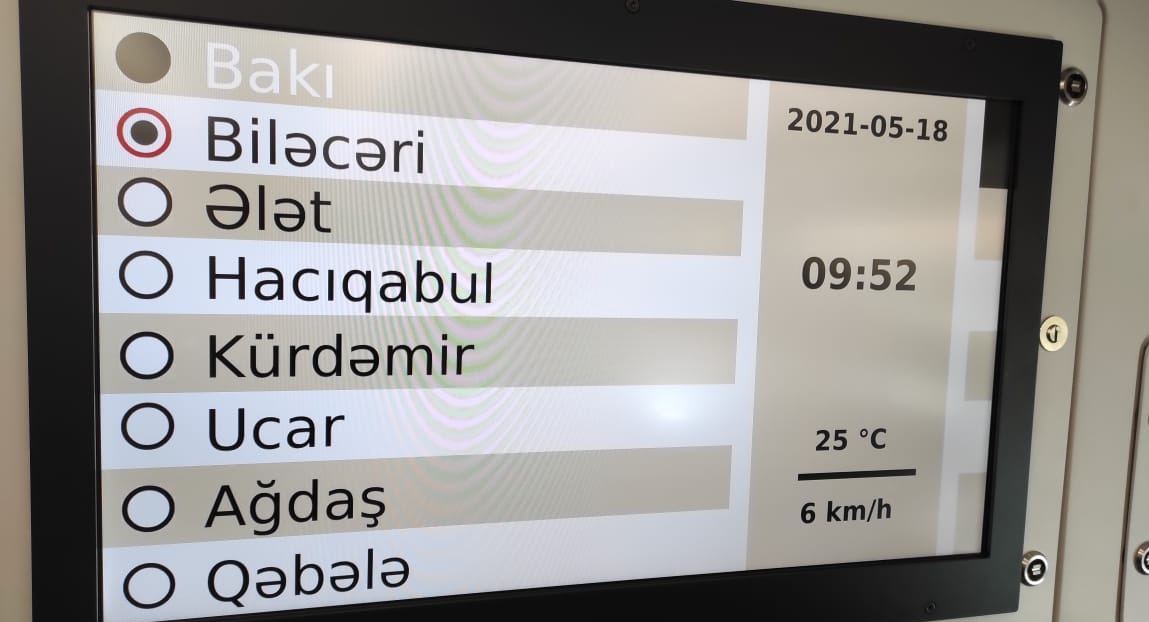 Bakı
Biləcəri
Ələt
Hacıqabul
Kürdəmir
Ucar
Ağdaş
Qəbələ
2021-05-18
09:52
25 °C
6 km/h